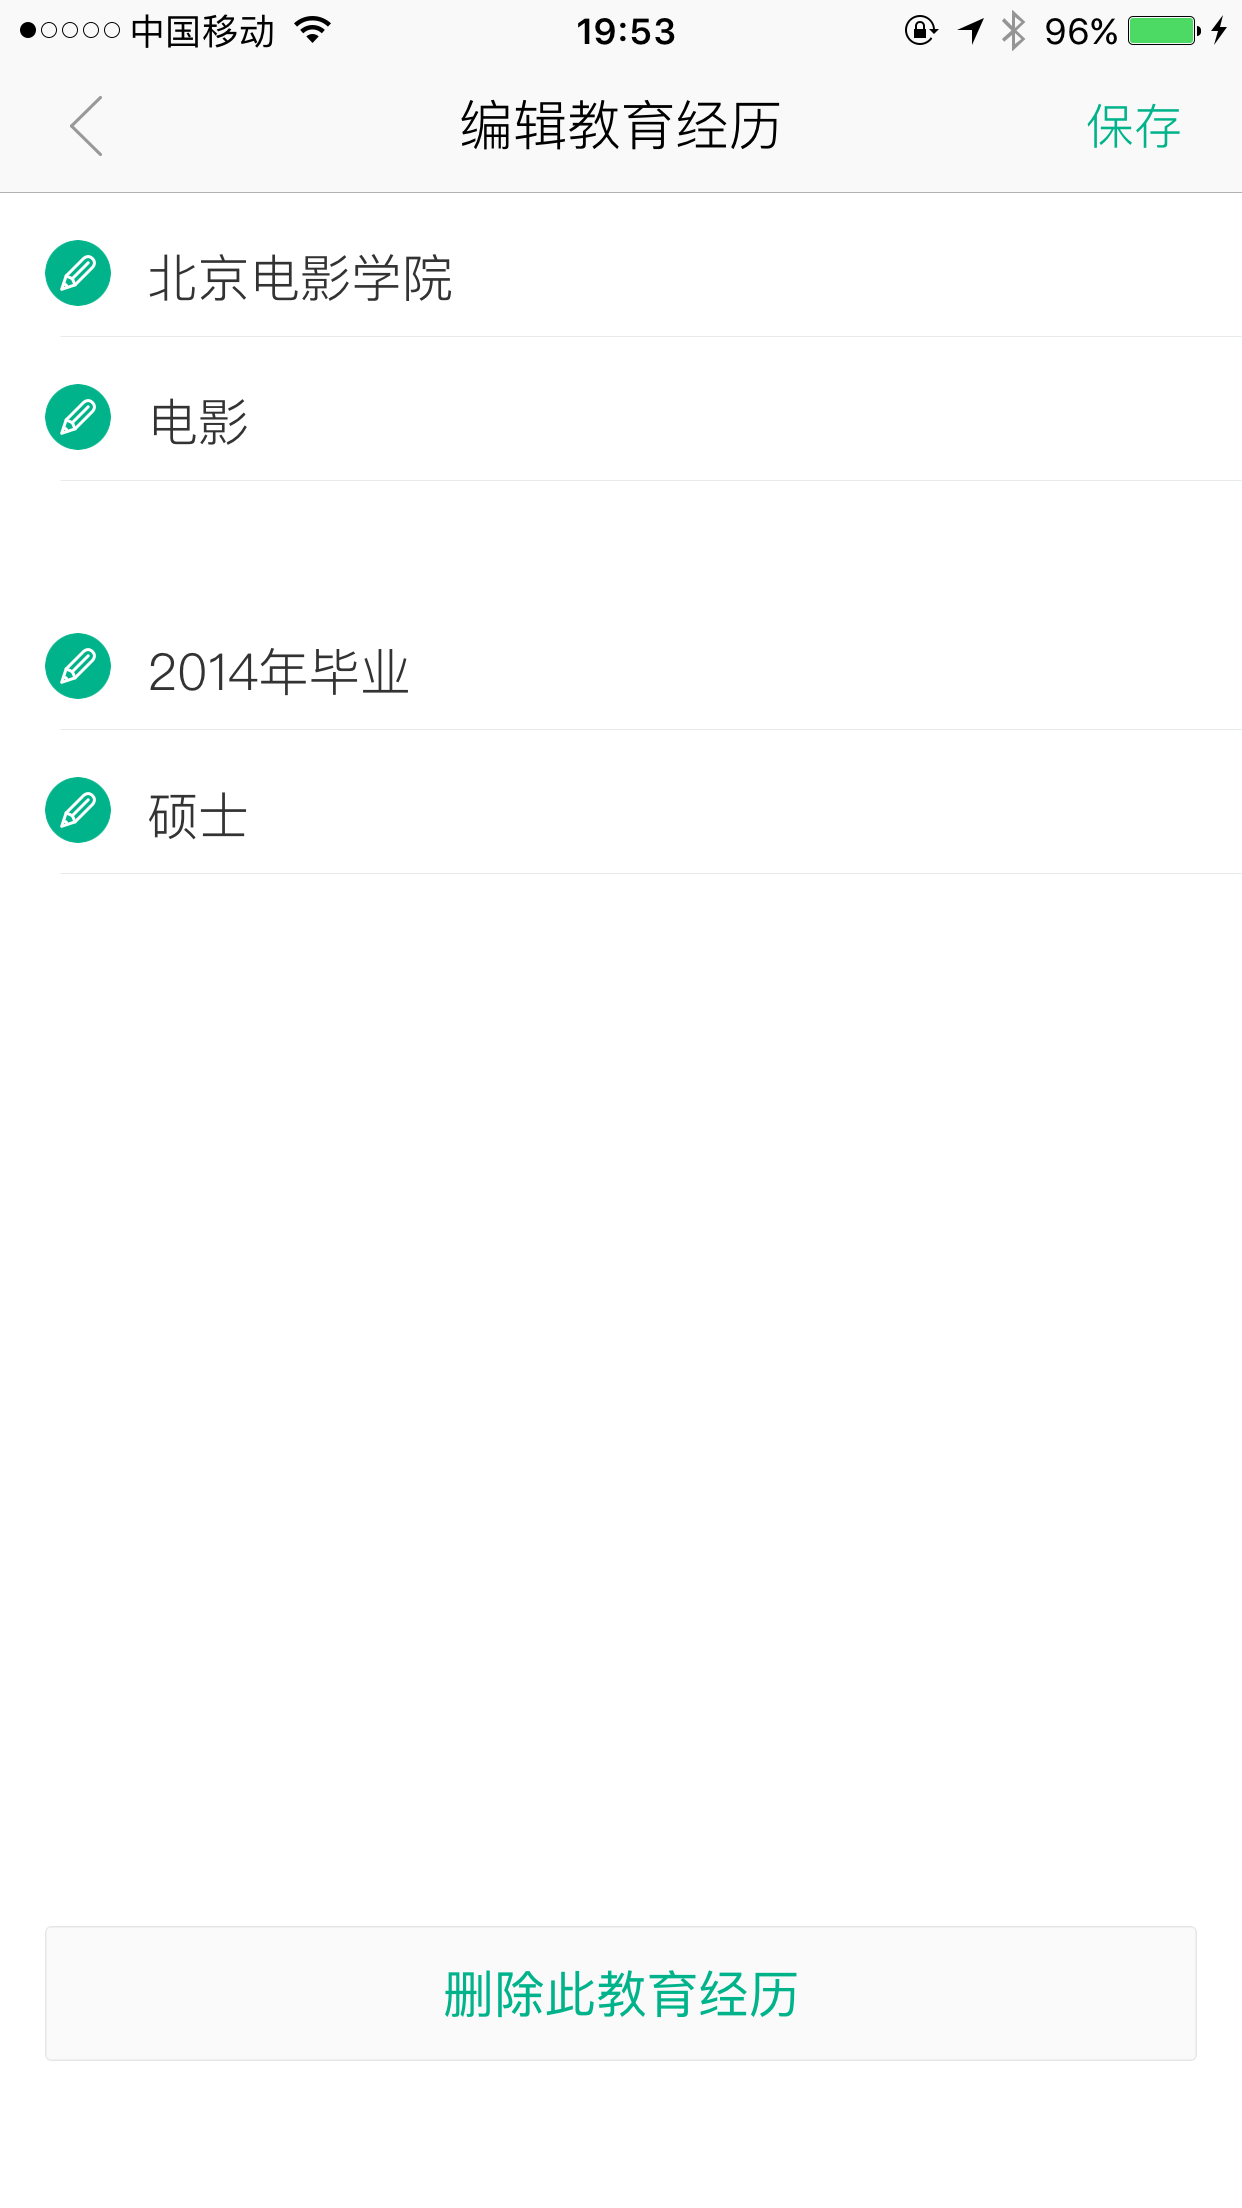 中国移动 19:53 96%
编辑教育经历 保存
北京电影学院
电影
2014年毕业
硕士
删除此教育经历